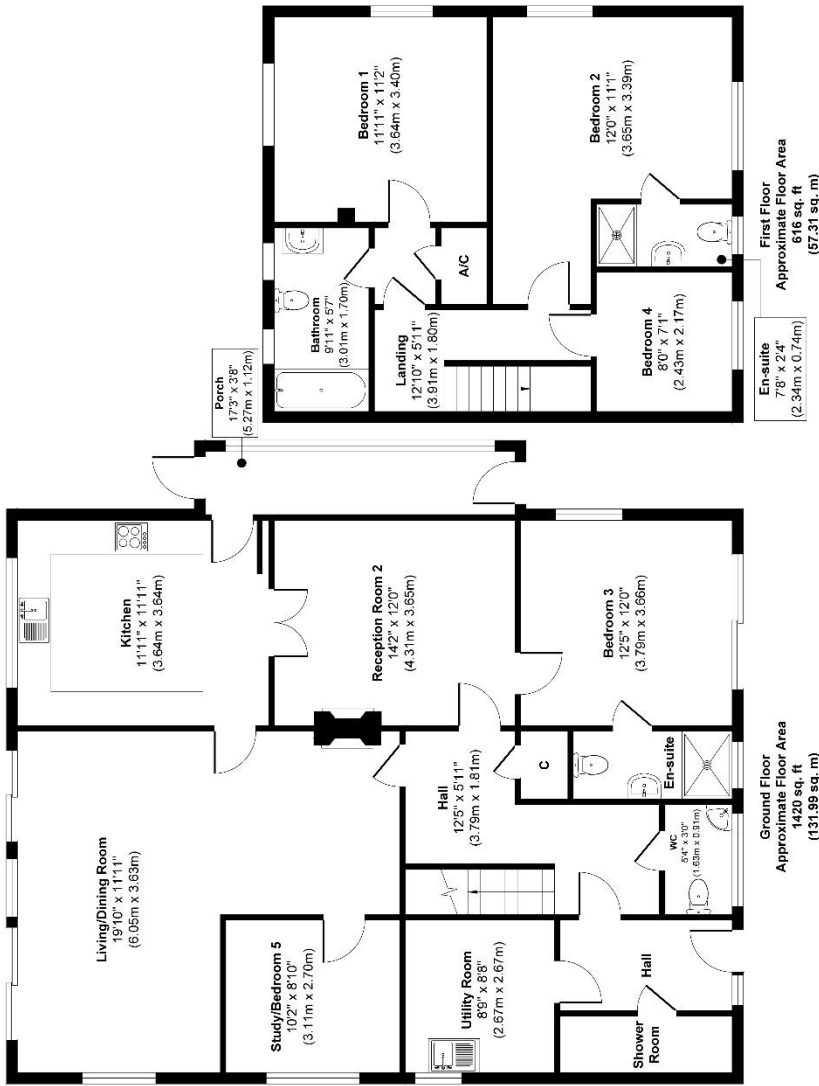 Porch
17'3" x 3'8"
(5.27m x 1.12m)
Kitchen
11'11" x 11'11"
(3.64m x 3.64m)
Reception Room 2
14'2" x 12'0"
(4.31m x 3.65m)
Bedroom 3
12'5" x 12'0"
(3.79m x 3.66m)
Living/Dining Room
19'10" x 11'11"
(6.05m x 3.63m)
Hall
12'5" x 5'11"
(3.79m x 1.81m)
C
En-suite
WC
5'4" x 3'0"
(1.63m x 0.91m)
Study/Bedroom 5
10'2" x 8'10"
(3.11m x 2.70m)
Utility Room
8'9" x 8'8"
(2.67m x 2.67m)
Hall
Shower
Room
Ground Floor
Approximate Floor Area
1420 sq. ft
(131.99 sq. m)
Bedroom 1
11'11" x 11'2"
(3.64m x 3.40m)
Bedroom 2
12'0" x 11'1"
(3.65m x 3.39m)
Bathroom
9'11" x 5'7"
(3.01m x 1.70m)
A/C
Landing
12'10" x 5'11"
(3.91m x 1.80m)
Bedroom 4
8'0" x 7'1"
(2.43m x 2.17m)
En-suite
7'8" x 2'4"
(2.34m x 0.74m)
First Floor
Approximate Floor Area
616 sq. ft
(57.31 sq. m)